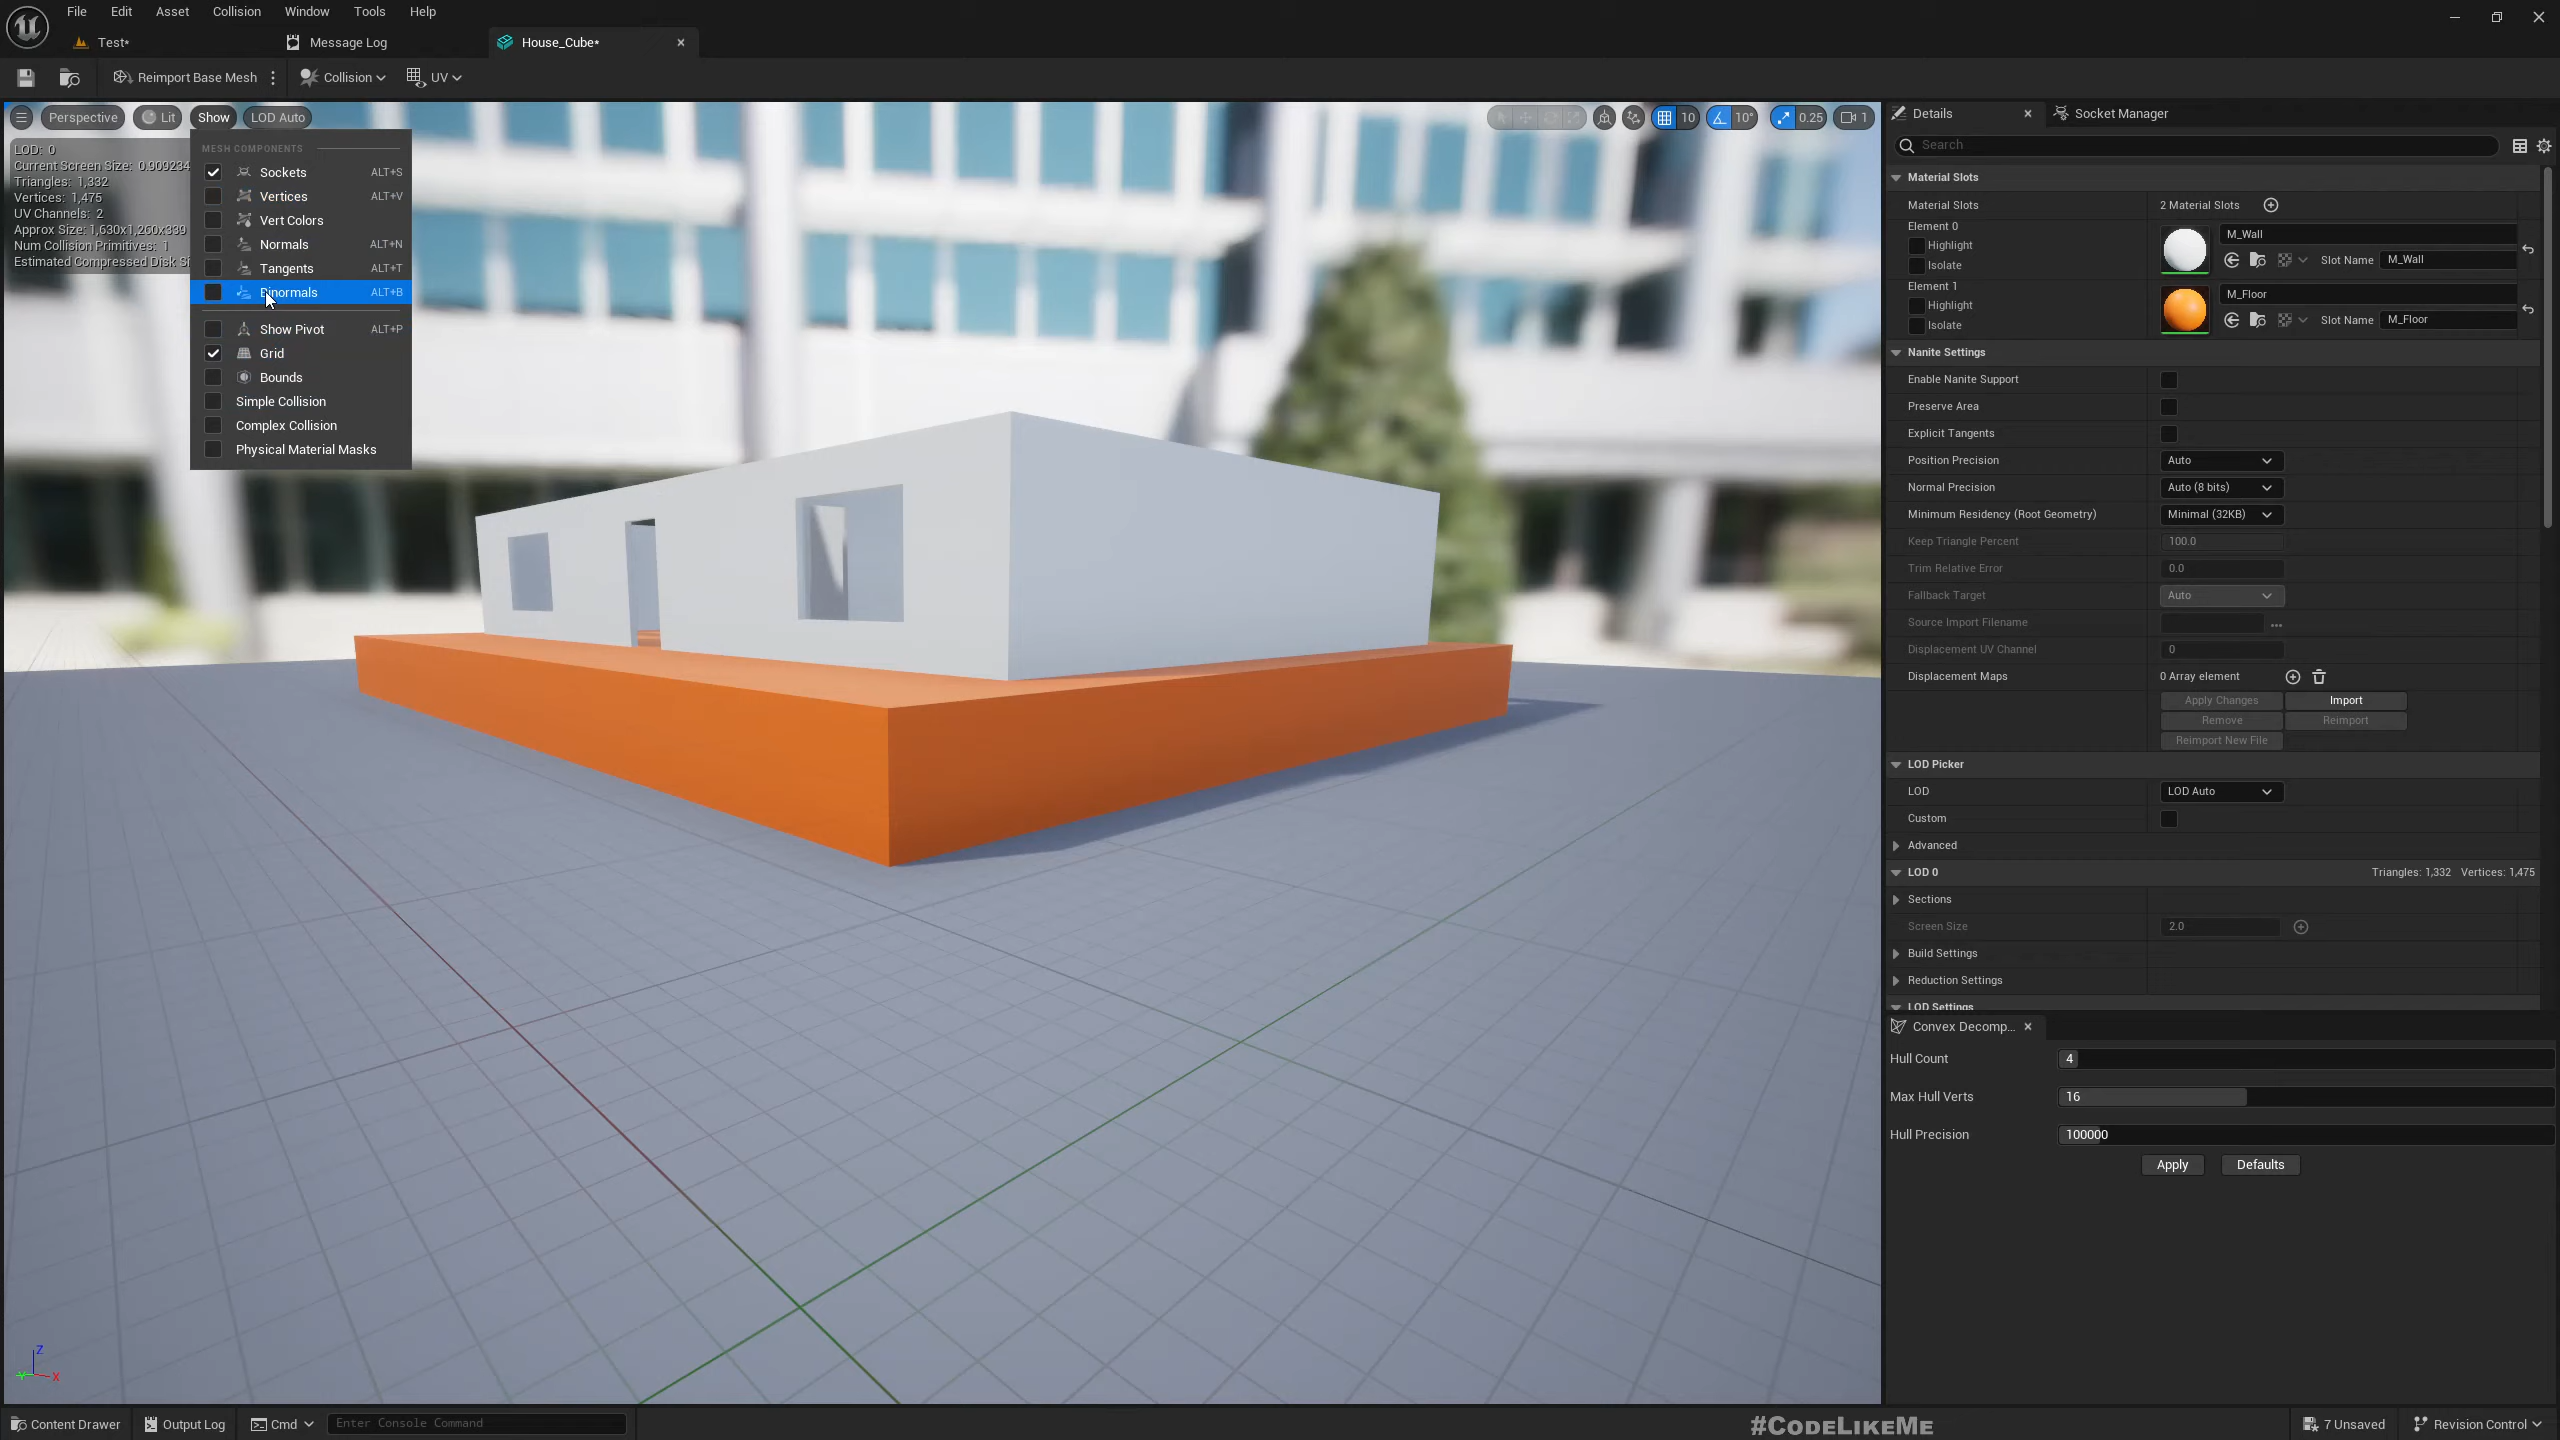 File Edit Asset Collision Window Tools Help
Test* Message Log House_Cube*
Reimport Base Mesh Collision UV
Perspective Lit Show LOD Auto 10 10° 0.25 1
LOD: 0
Current Screen Size: 0.909234
Triangles: 1,332
Vertices: 1,475
UV Channels: 2
Approx Size: 1,630x1,260x339
Num Collision Primitives: 1
Estimated Compressed Disk Si
MESH COMPONENTS
Sockets ALT+S
Vertices ALT+V
Vert Colors
Normals ALT+N
Tangents ALT+T
Binormals ALT+B
Show Pivot ALT+P
Grid
Bounds
Simple Collision
Complex Collision
Physical Material Masks
Z
Y X
Details Socket Manager
Search
Material Slots
Material Slots 2 Material Slots
Element 0
Highlight
Isolate
M_Wall
Slot Name M_Wall
Element 1
Highlight
Isolate
M_Floor
Slot Name M_Floor
Nanite Settings
Enable Nanite Support
Preserve Area
Explicit Tangents
Position Precision Auto
Normal Precision Auto (8 bits)
Minimum Residency (Root Geometry) Minimal (32KB)
Keep Triangle Percent 100.0
Trim Relative Error 0.0
Fallback Target Auto
Source Import Filename ...
Displacement UV Channel 0
Displacement Maps 0 Array element
Apply Changes Import
Remove Reimport
Reimport New File
LOD Picker
LOD LOD Auto
Custom
Advanced
LOD 0 Triangles: 1,332 Vertices: 1,475
Sections
Screen Size 2.0
Build Settings
Reduction Settings
LOD Settings
Convex Decomp...
Hull Count 4
Max Hull Verts 16
Hull Precision 100000
Apply Defaults
Content Drawer Output Log Cmd Enter Console Command #CODELIKEME 7 Unsaved Revision Control